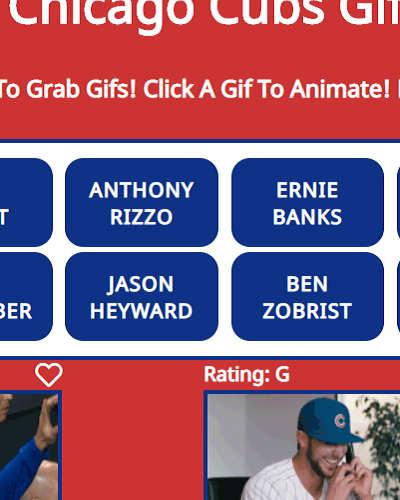 Chicago Cubs Gif
To Grab Gifs! Click A Gif To Animate!
ANTHONY
RIZZO
ERNIE
BANKS
T
JASON
HEYWARD
BEN
ZOBRIST
BER
Rating: G